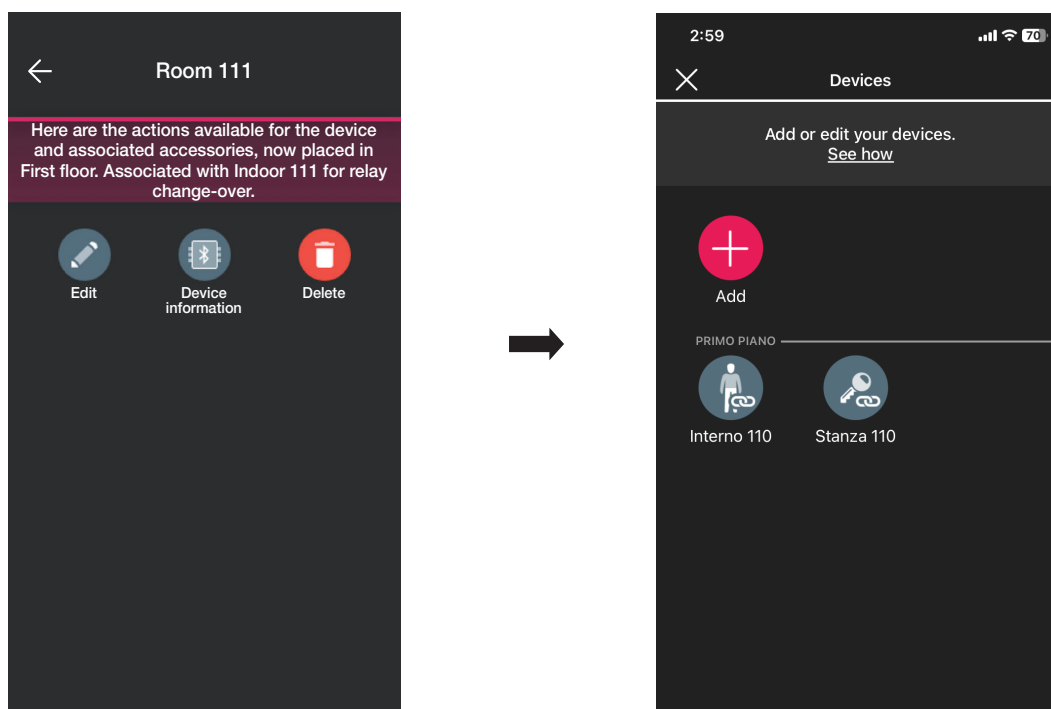 Room 111
Here are the actions available for the device
and associated accessories, now placed in
First floor. Associated with Indoor 111 for relay
change-over.
Edit
Device
information
Delete
2:59
70
Devices
Add or edit your devices.
See how
Add
PRIMO PIANO
Interno 110
Stanza 110